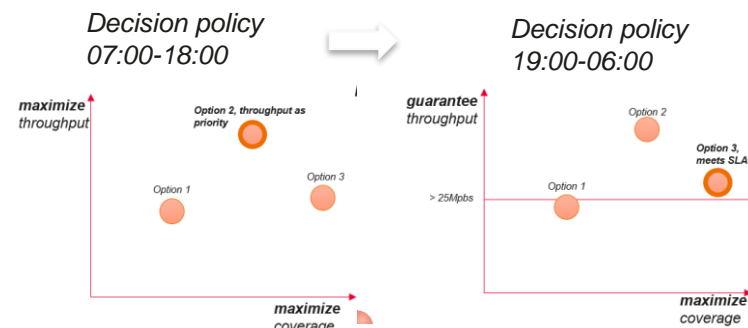 Decision policy
07:00-18:00
maximize
throughput
Option 2, throughput as
priority
Option 1
Option 3
maximize
coverage
Decision policy
19:00-06:00
guarantee
throughput
Option 2
Option 3,
meets SLA
Option 1
> 25Mpbs
maximize
coverage